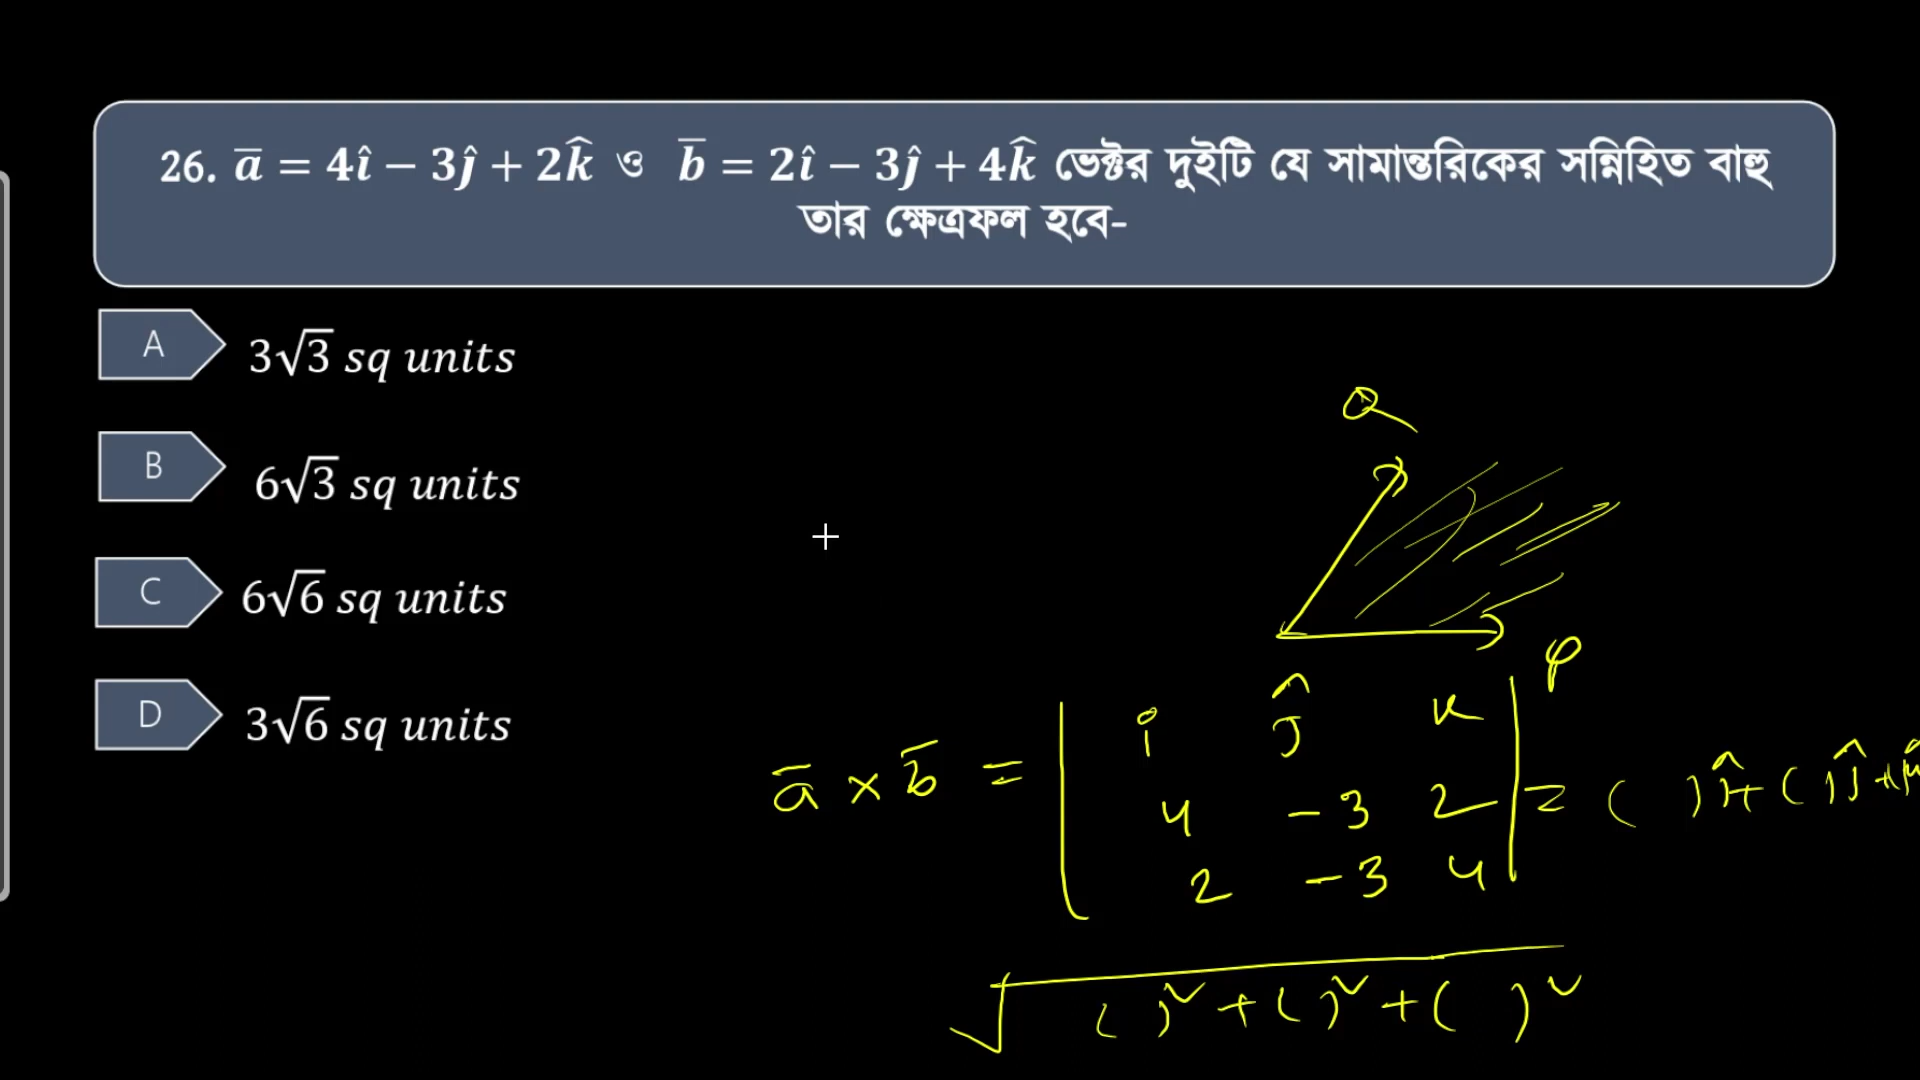 26. a̅ = 4î − 3ĵ + 2k̂ ও b̅ = 2î − 3ĵ + 4k̂ ভেক্টর দুইটি যে সামান্তরিকের সন্নিহিত বাহু
তার ক্ষেত্রফল হবে-
A 3√3 sq units
B 6√3 sq units
C 6√6 sq units
D 3√6 sq units
Q
P
i ĵ k
a̅ × b̅ = | 4 -3 2 | = ( )î + ( )ĵ + (
2 -3 4
√( )² + ( )² + ( )²